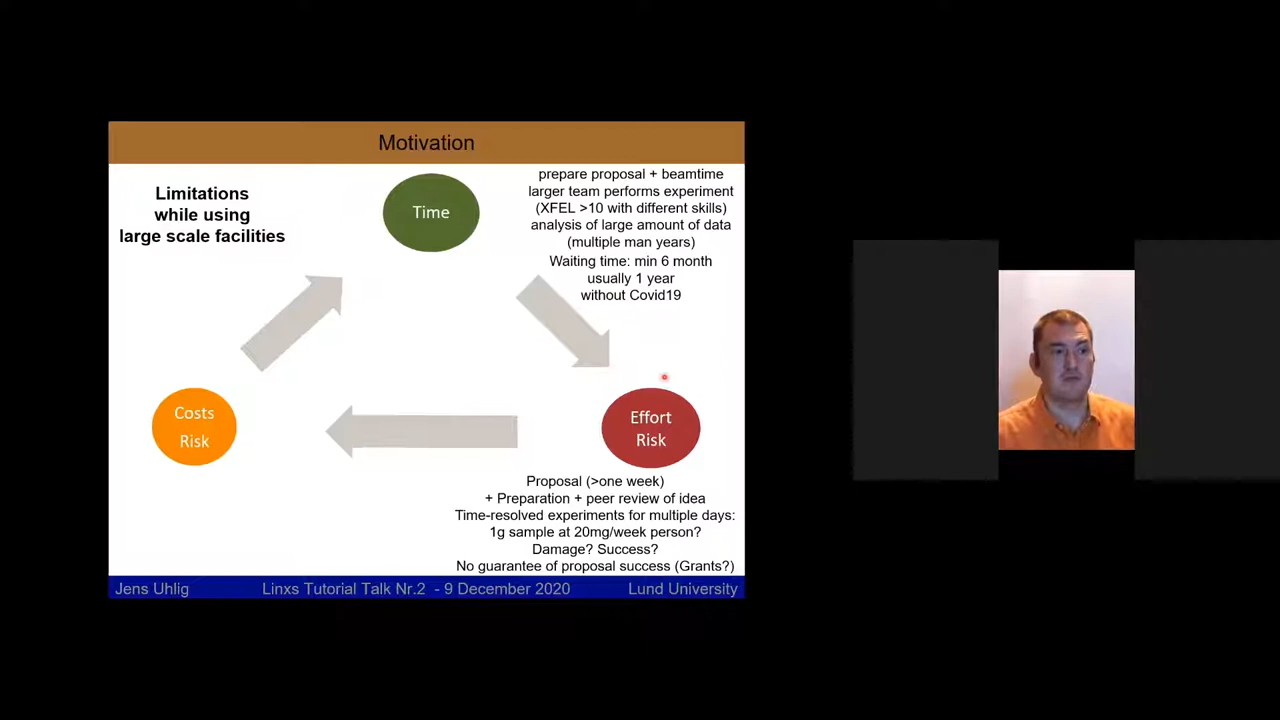 Motivation
Limitations
while using
large scale facilities
Time
prepare proposal + beamtime
larger team performs experiment
(XFEL >10 with different skills)
analysis of large amount of data
(multiple man years)
Waiting time: min 6 month
usually 1 year
without Covid19
Costs
Risk
Effort
Risk
Proposal (>one week)
+ Preparation + peer review of idea
Time-resolved experiments for multiple days:
1g sample at 20mg/week person?
Damage? Success?
No guarantee of proposal success (Grants?)
Jens Uhlig
Linxs Tutorial Talk Nr.2 - 9 December 2020
Lund University